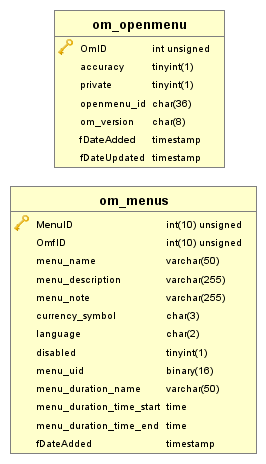 om_openmenu
OmID int unsigned
accuracy tinyint(1)
private tinyint(1)
openmenu_id char(36)
om_version char(8)
fDateAdded timestamp
fDateUpdated timestamp
om_menus
MenuID int(10) unsigned
OmfID int(10) unsigned
menu_name varchar(50)
menu_description varchar(255)
menu_note varchar(255)
currency_symbol char(3)
language char(2)
disabled tinyint(1)
menu_uid binary(16)
menu_duration_name varchar(50)
menu_duration_time_start time
menu_duration_time_end time
fDateAdded timestamp